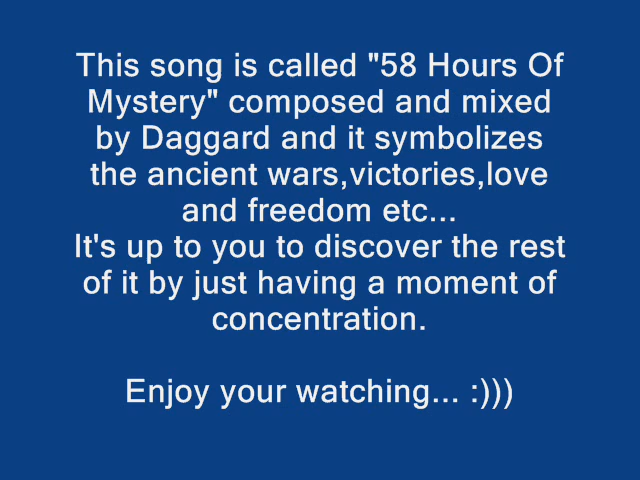 This song is called "58 Hours Of
Mystery" composed and mixed
by Daggard and it symbolizes
the ancient wars,victories,love
and freedom etc...
It's up to you to discover the rest
of it by just having a moment of
concentration.
Enjoy your watching... :)))